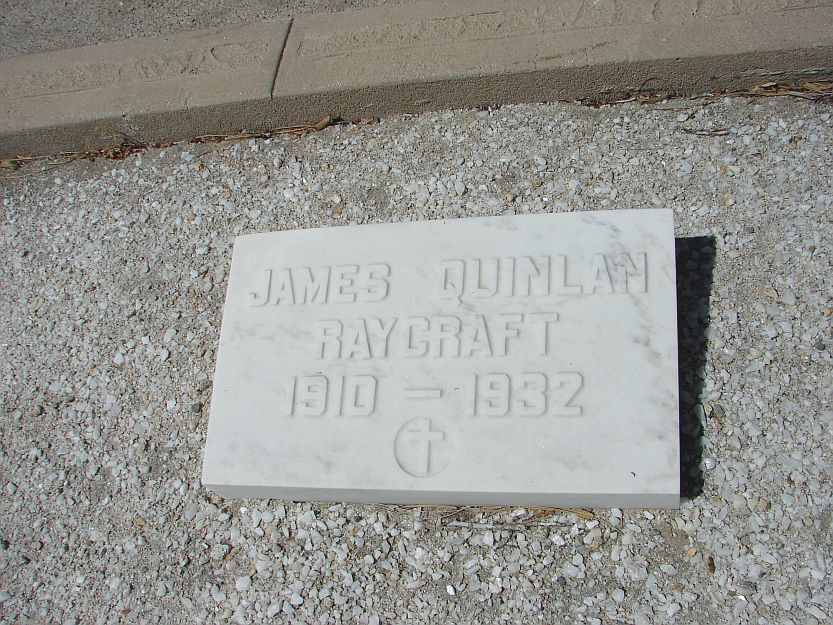 JAMES QUINLAN
RAYCRAFT
1910 — 1932